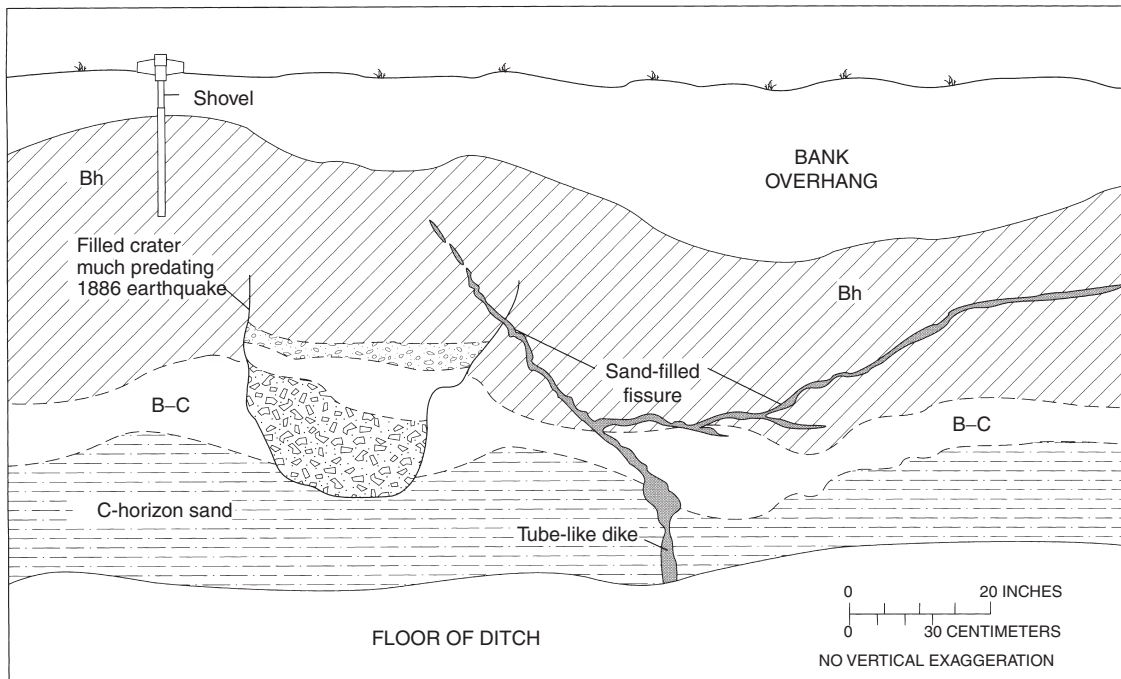 Shovel
BANK
OVERHANG
Bh
Filled crater
much predating
1886 earthquake
Bh
Sand-filled
fissure
B–C
B–C
C-horizon sand
Tube-like dike
0 20 INCHES
0 30 CENTIMETERS
FLOOR OF DITCH
NO VERTICAL EXAGGERATION